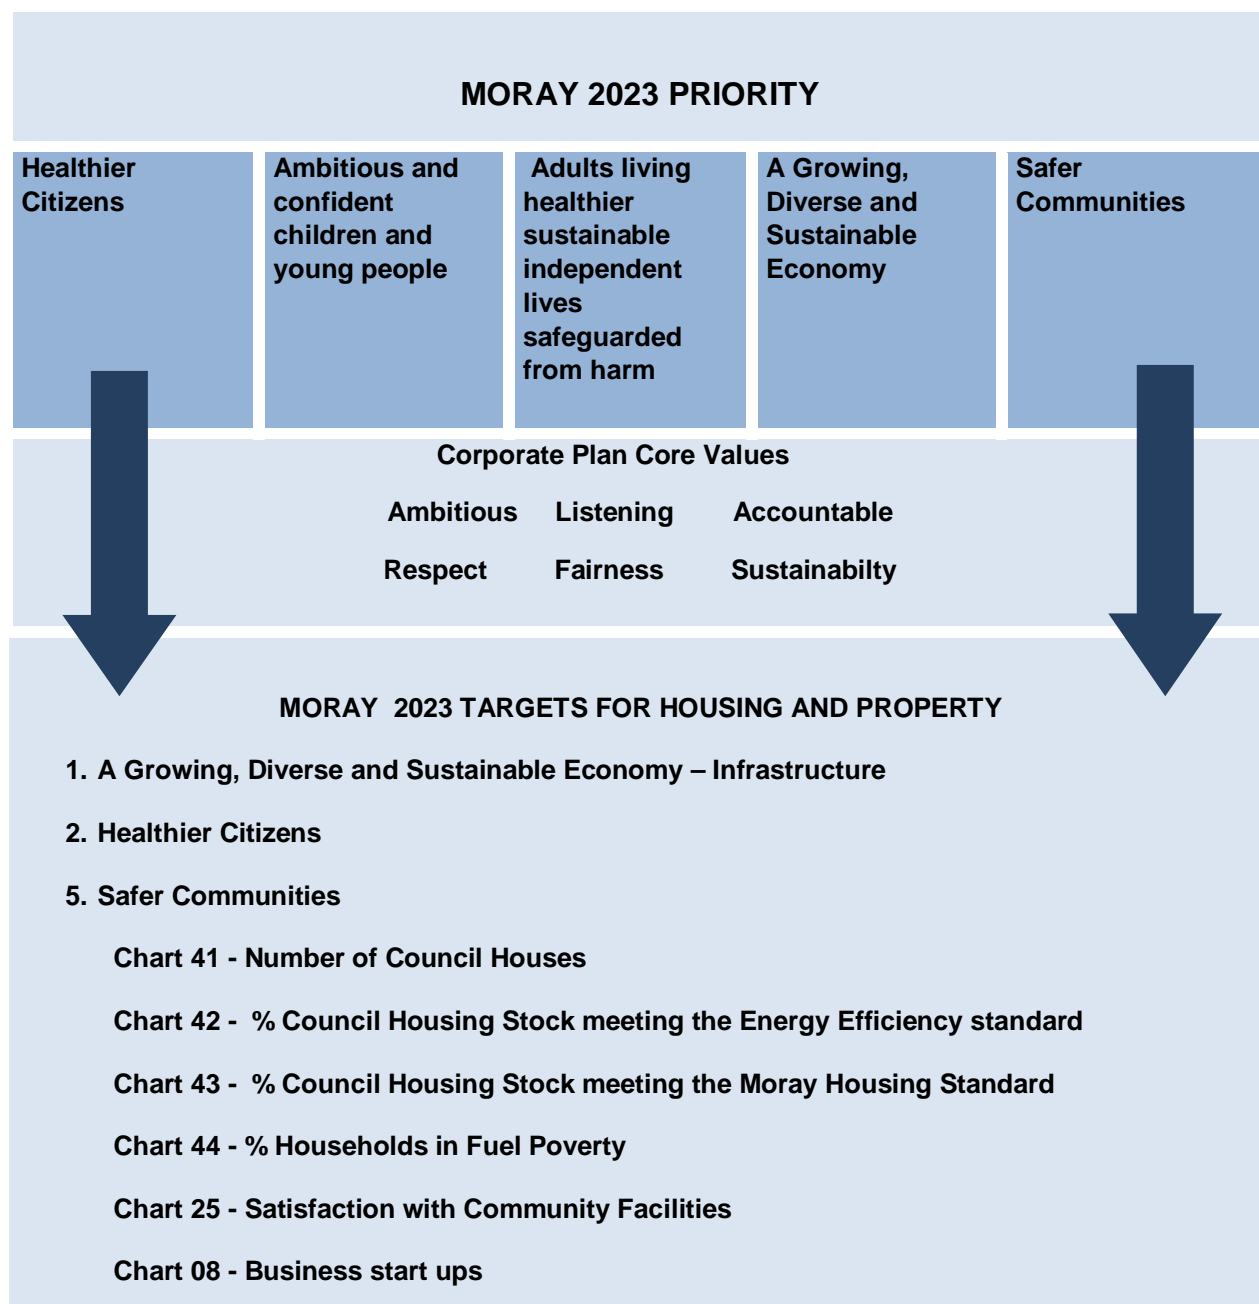 MORAY 2023 PRIORITY
Healthier
Citizens
Ambitious and
confident
children and
young people
Adults living
healthier
sustainable
independent
lives
safeguarded
from harm
A Growing,
Diverse and
Sustainable
Economy
Safer
Communities
Corporate Plan Core Values
Ambitious Listening Accountable
Respect Fairness Sustainabilty
MORAY 2023 TARGETS FOR HOUSING AND PROPERTY
1. A Growing, Diverse and Sustainable Economy – Infrastructure
2. Healthier Citizens
5. Safer Communities
Chart 41 - Number of Council Houses
Chart 42 - % Council Housing Stock meeting the Energy Efficiency standard
Chart 43 - % Council Housing Stock meeting the Moray Housing Standard
Chart 44 - % Households in Fuel Poverty
Chart 25 - Satisfaction with Community Facilities
Chart 08 - Business start ups